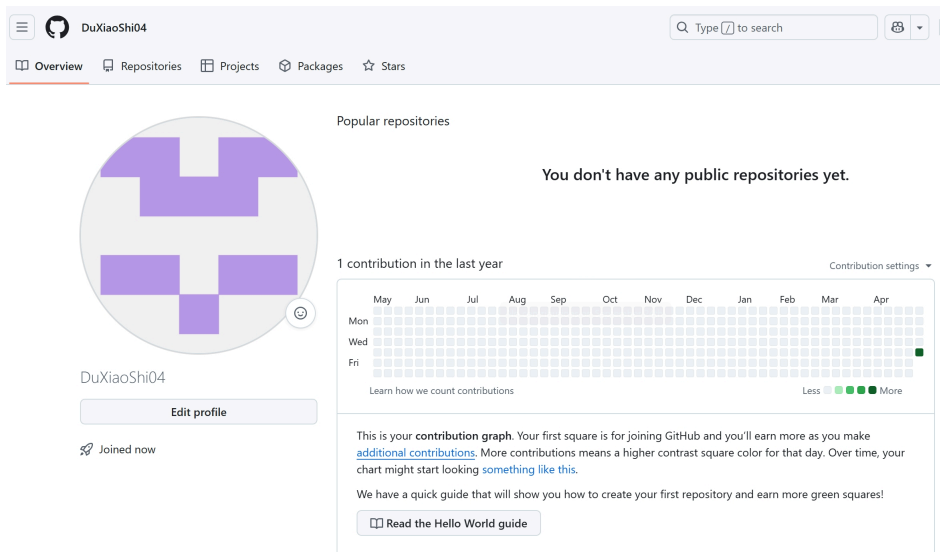 DuXiaoShi04
Type / to search
Overview
Repositories
Projects
Packages
Stars
Popular repositories
You don't have any public repositories yet.
1 contribution in the last year
Contribution settings
May Jun Jul Aug Sep Oct Nov Dec Jan Feb Mar Apr
Mon
Wed
Fri
Learn how we count contributions
Less More
DuXiaoShi04
Edit profile
Joined now
This is your contribution graph. Your first square is for joining GitHub and you'll earn more as you make
additional contributions. More contributions means a higher contrast square color for that day. Over time, your
chart might start looking something like this.
We have a quick guide that will show you how to create your first repository and earn more green squares!
Read the Hello World guide